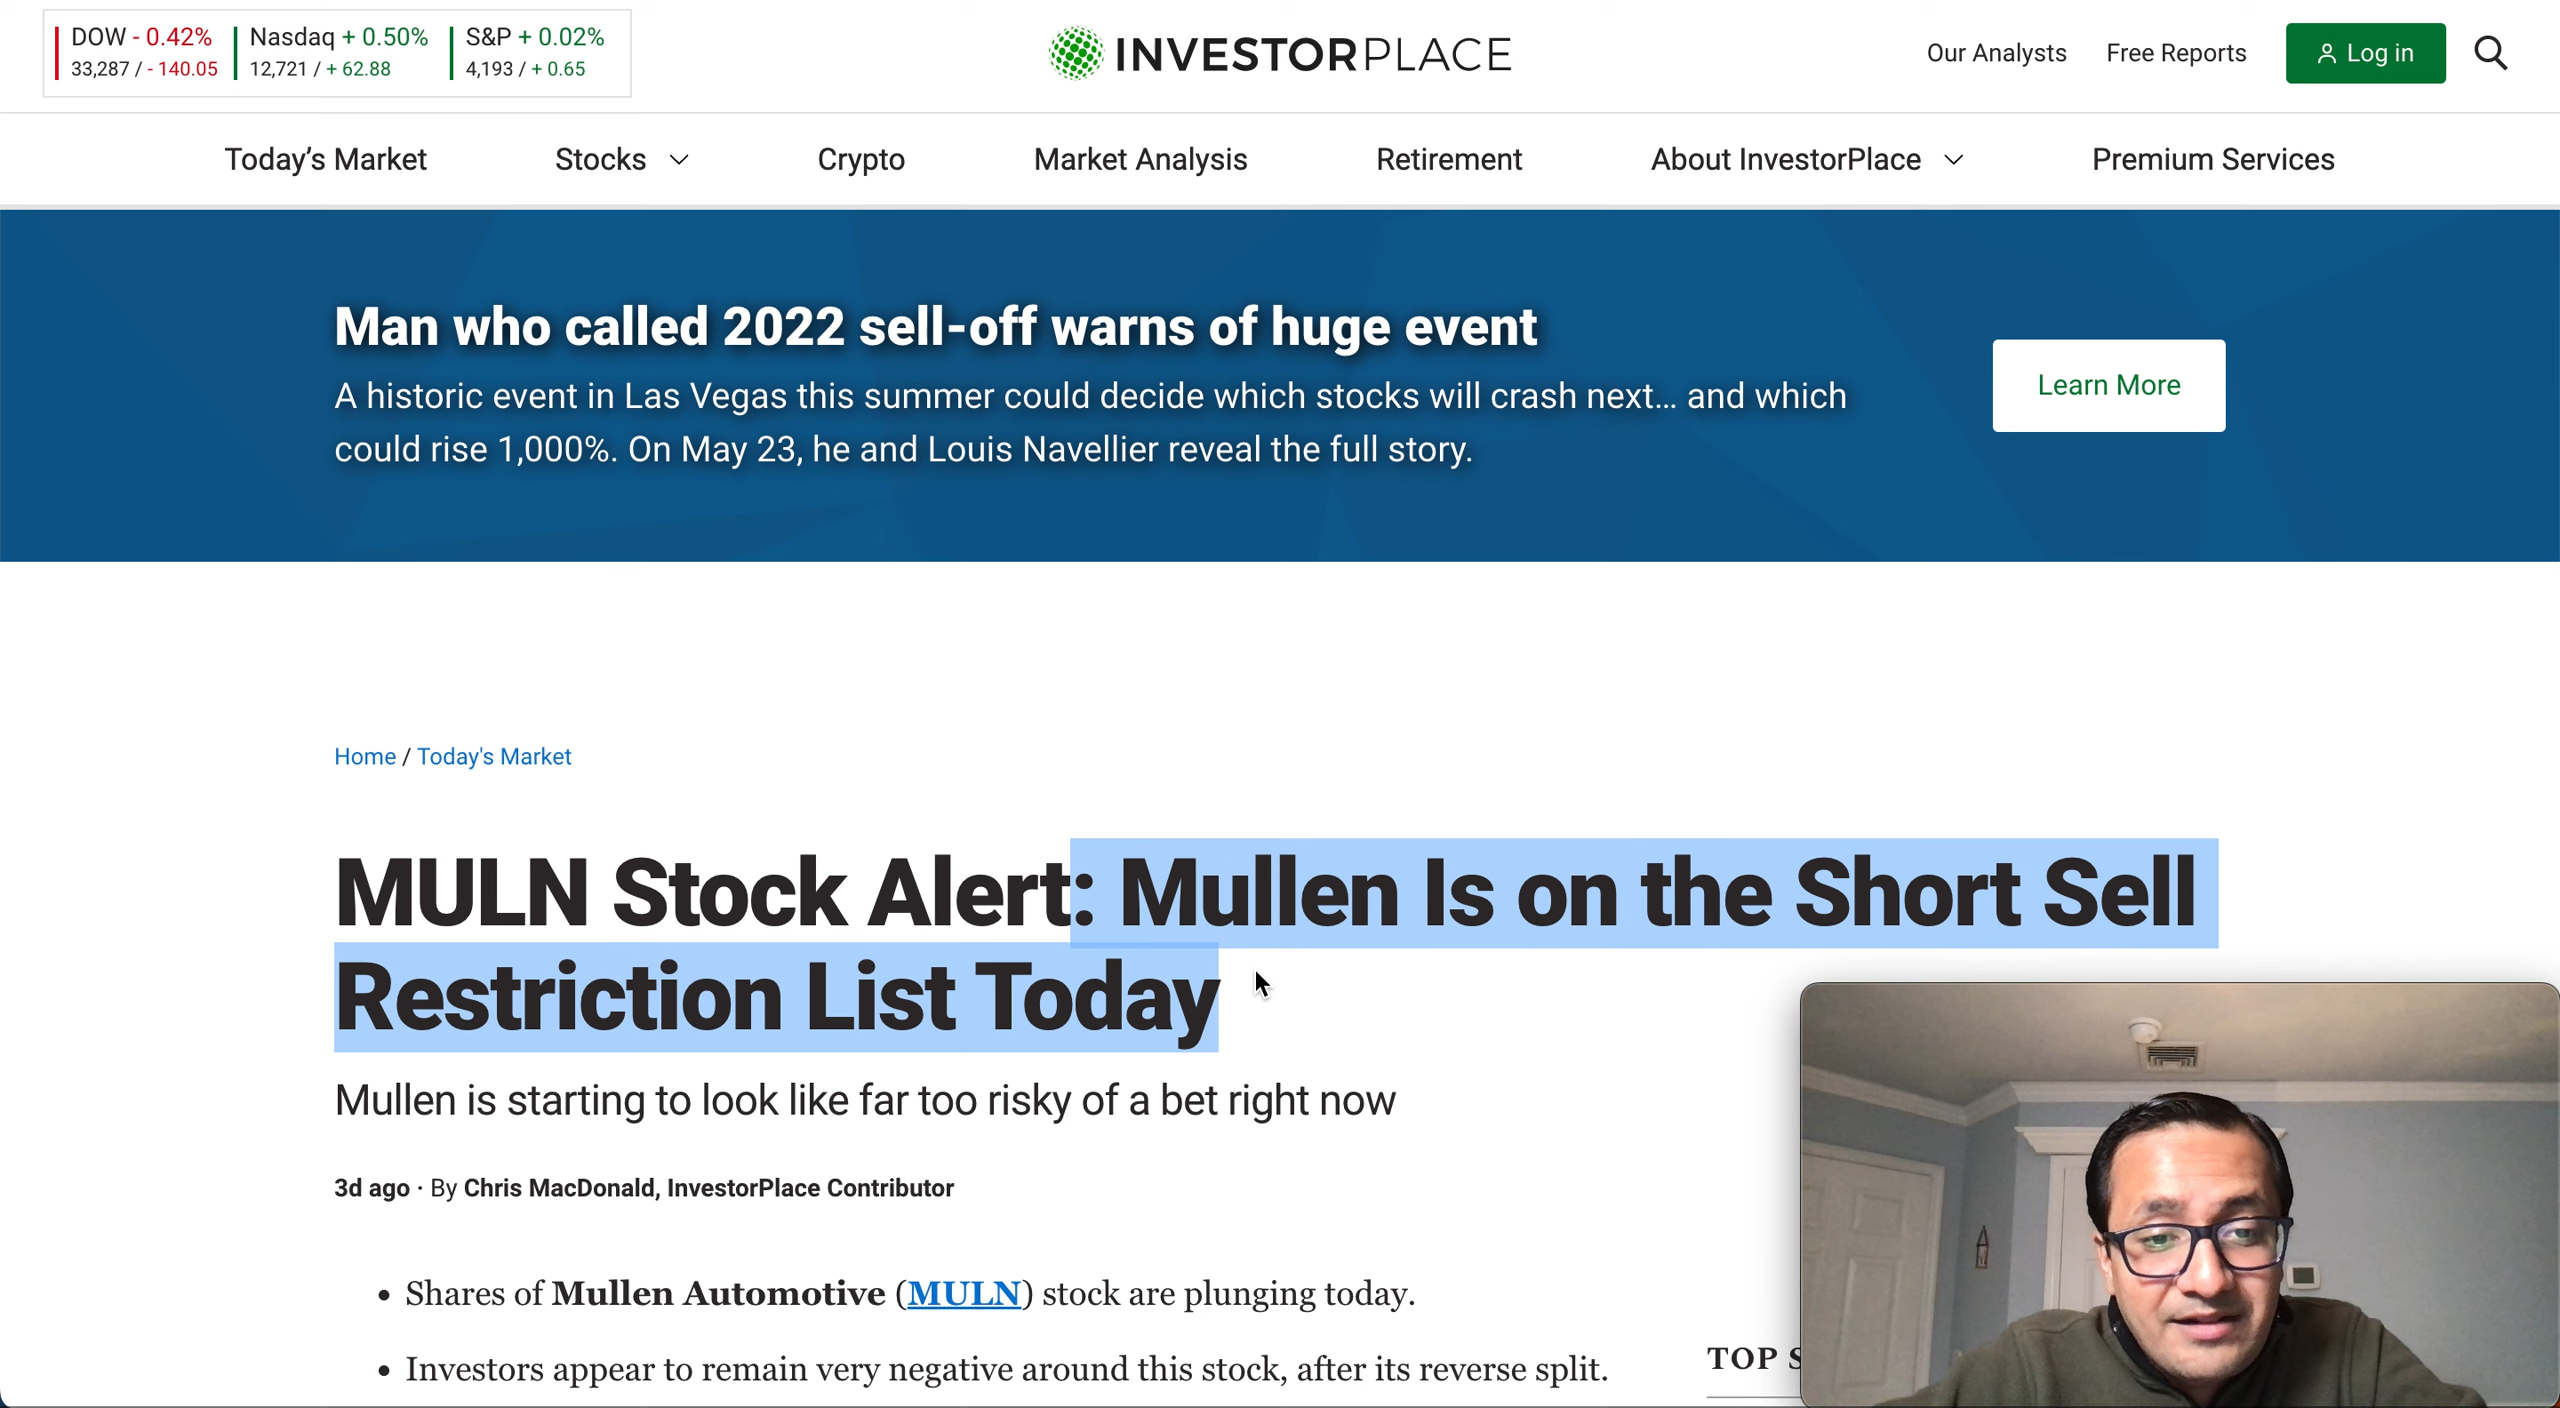 DOW - 0.42%
33,287 / - 140.05
Nasdaq + 0.50%
12,721 / + 62.88
S&P + 0.02%
4,193 / + 0.65
INVESTORPLACE
Our Analysts
Free Reports
Log in
Today's Market
Stocks
Crypto
Market Analysis
Retirement
About InvestorPlace
Premium Services
Man who called 2022 sell-off warns of huge event
A historic event in Las Vegas this summer could decide which stocks will crash next... and which
could rise 1,000%. On May 23, he and Louis Navellier reveal the full story.
Learn More
Home / Today's Market
MULN Stock Alert: Mullen Is on the Short Sell
Restriction List Today
Mullen is starting to look like far too risky of a bet right now
3d ago · By Chris MacDonald, InvestorPlace Contributor
• Shares of Mullen Automotive (MULN) stock are plunging today.
• Investors appear to remain very negative around this stock, after its reverse split.
TOP